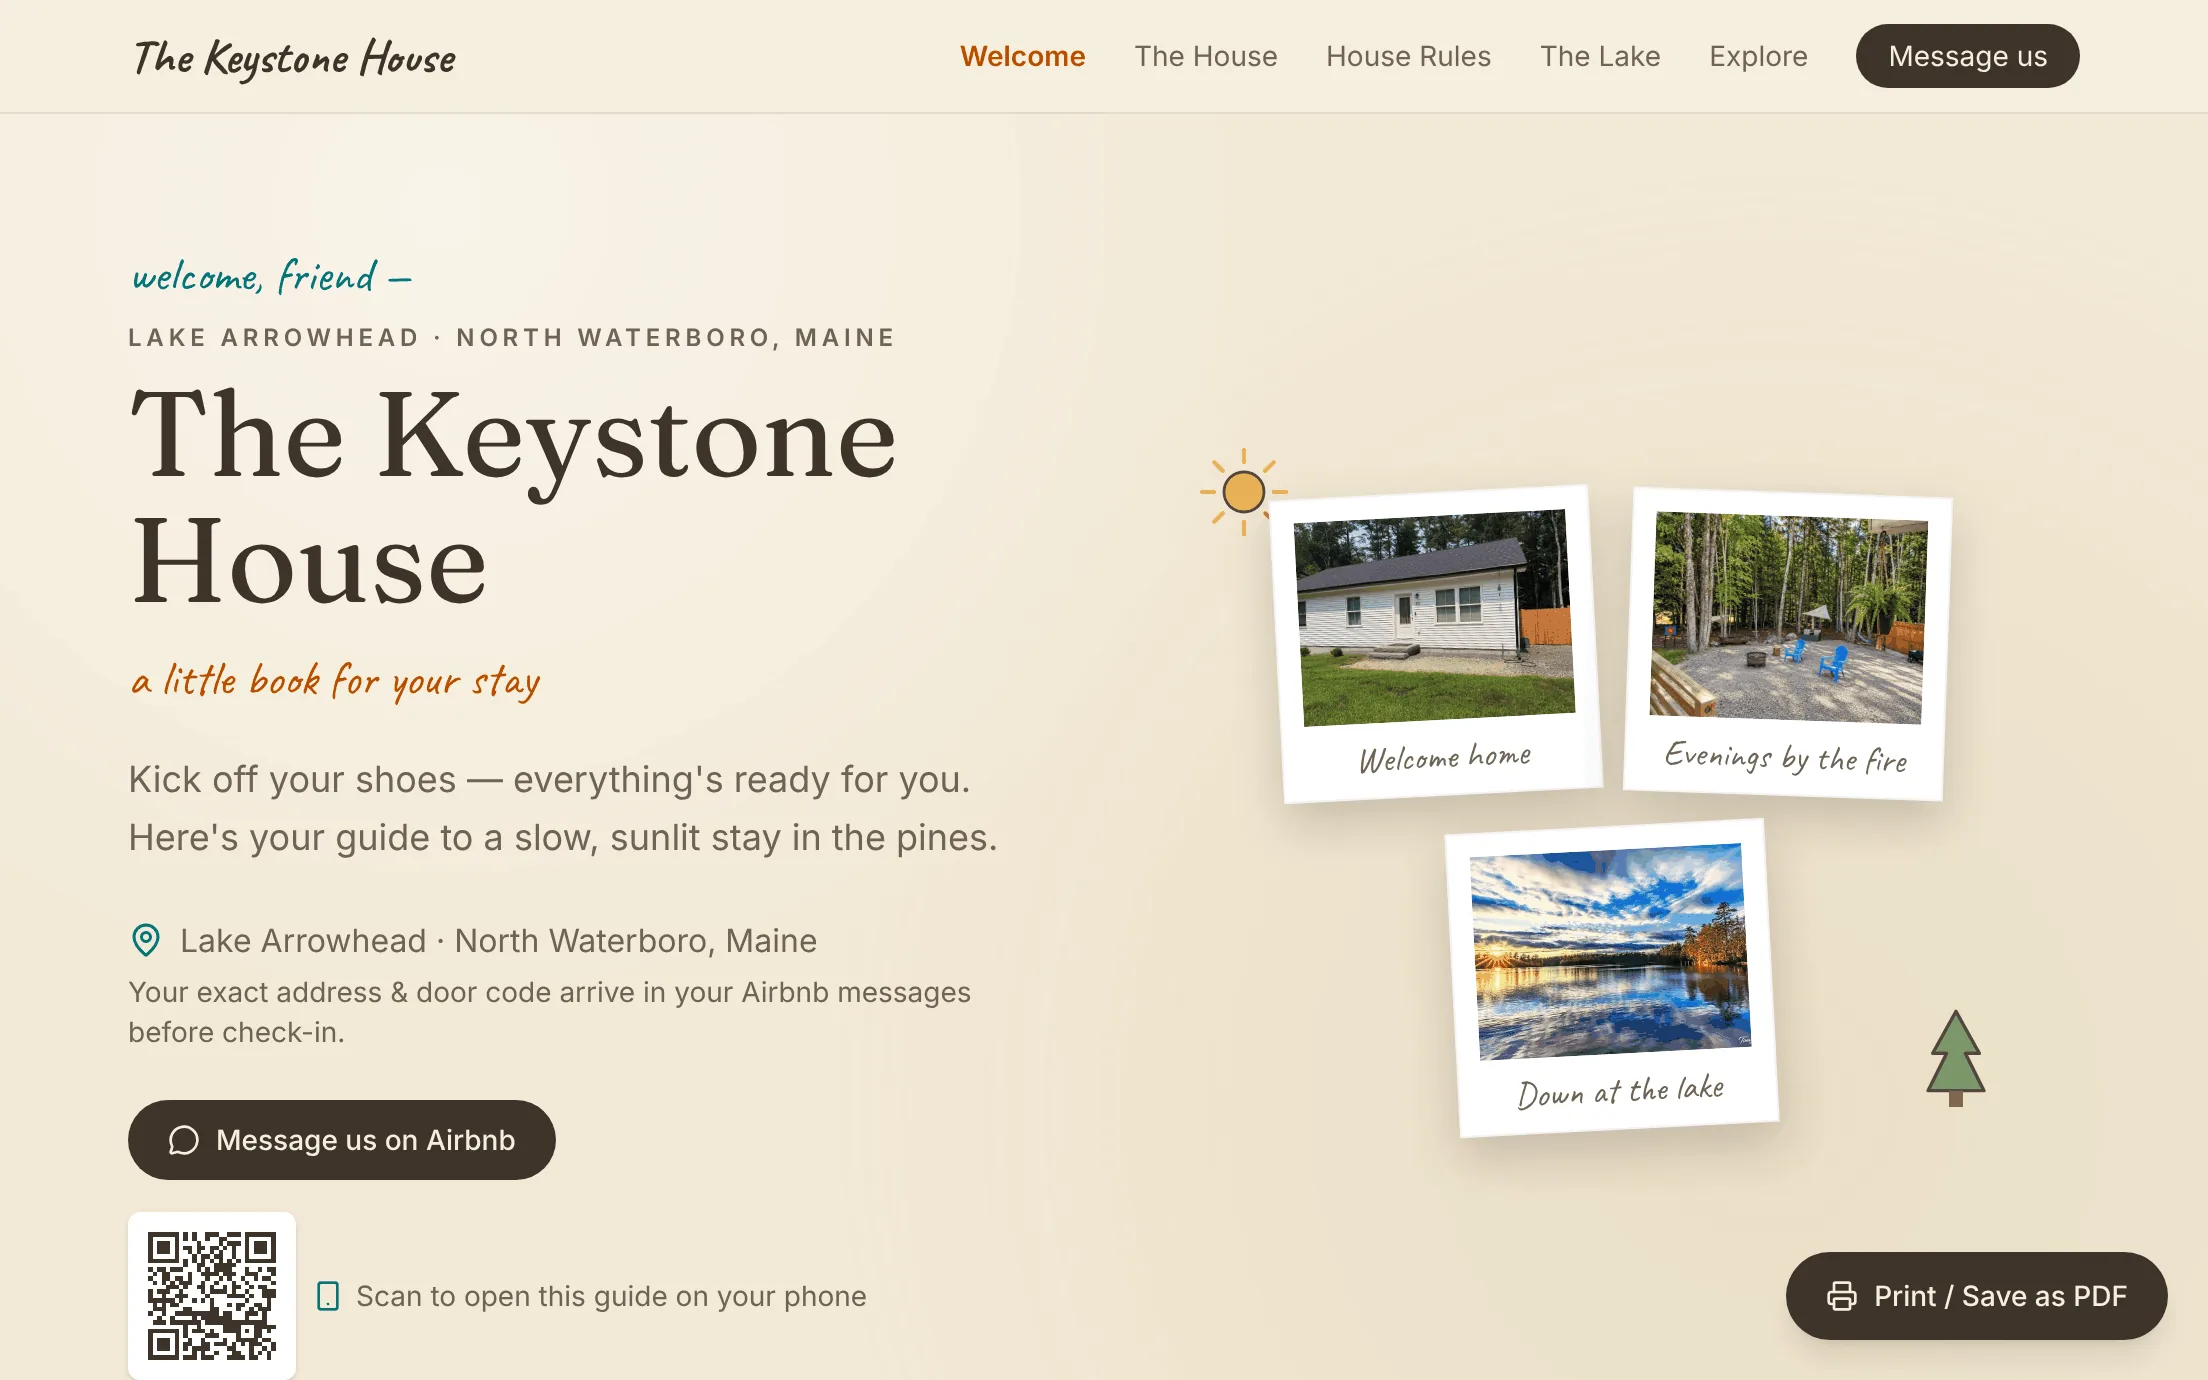 The Keystone House
Welcome
The House
House Rules
The Lake
Explore
Message us
welcome, friend —
LAKE ARROWHEAD · NORTH WATERBORO, MAINE
The Keystone
House
a little book for your stay
Kick off your shoes — everything's ready for you.
Here's your guide to a slow, sunlit stay in the pines.
Lake Arrowhead · North Waterboro, Maine
Your exact address & door code arrive in your Airbnb messages
before check-in.
Message us on Airbnb
Scan to open this guide on your phone
Welcome home
Evenings by the fire
Down at the lake
Print / Save as PDF